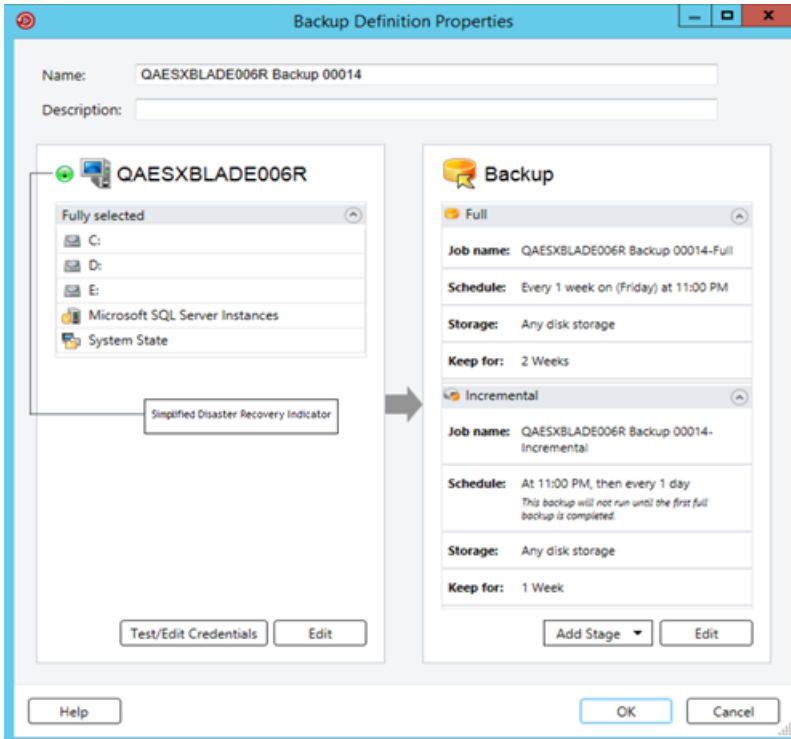 Backup Definition Properties
Name: QAESXBLADE006R Backup 00014
Description:
QAESXBLADE006R
Fully selected
C:
D:
E:
Microsoft SQL Server Instances
System State
Simplified Disaster Recovery Indicator
Test/Edit Credentials Edit
Backup
Full
Job name: QAESXBLADE006R Backup 00014-Full
Schedule: Every 1 week on (Friday) at 11:00 PM
Storage: Any disk storage
Keep for: 2 Weeks
Incremental
Job name: QAESXBLADE006R Backup 00014-
Incremental
Schedule: At 11:00 PM, then every 1 day
This backup will not run until the first full
backup is completed.
Storage: Any disk storage
Keep for: 1 Week
Add Stage Edit
Help OK Cancel